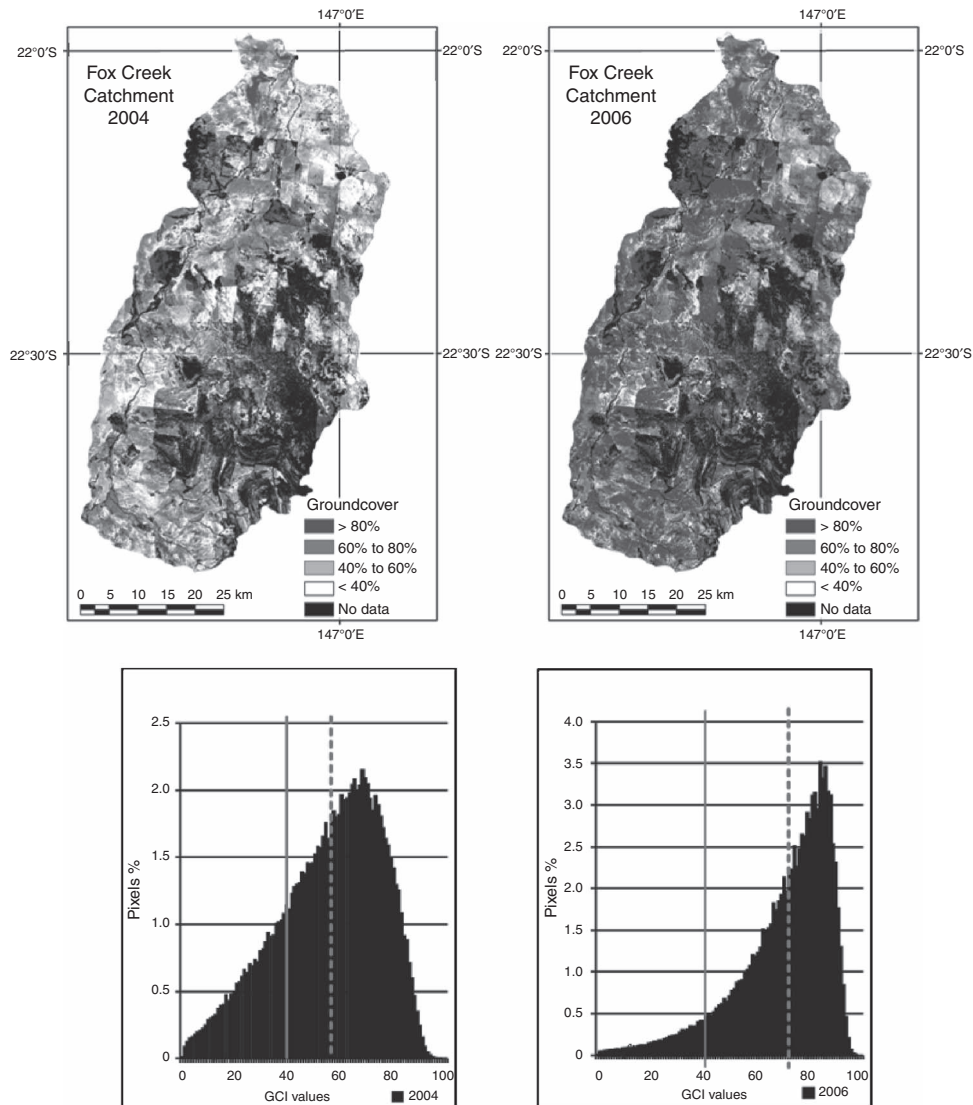 147°0′E
22°0′S
Fox Creek
Catchment
2004
22°30′S
Groundcover
> 80%
60% to 80%
40% to 60%
< 40%
No data
0 5 10 15 20 25 km
147°0′E
147°0′E
22°0′S
22°0′S
Fox Creek
Catchment
2006
22°30′S
22°30′S
Groundcover
> 80%
60% to 80%
40% to 60%
< 40%
No data
0 5 10 15 20 25 km
147°0′E
2.5
2.0
1.5
1.0
0.5
0
Pixels %
0 20 40 60 80 100
GCI values
2004
4.0
3.5
3.0
2.5
2.0
1.5
1.0
0.5
0
Pixels %
0 20 40 60 80 100
GCI values
2006